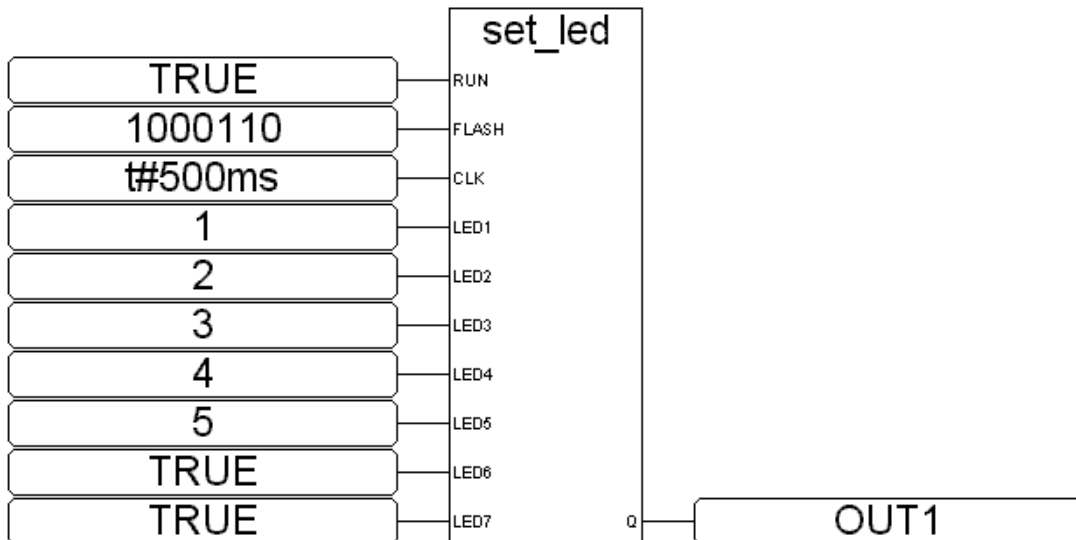 set_led
TRUE RUN
1000110 FLASH
t#500ms CLK
1 LED1
2 LED2
3 LED3
4 LED4
5 LED5
TRUE LED6
TRUE LED7 Q OUT1